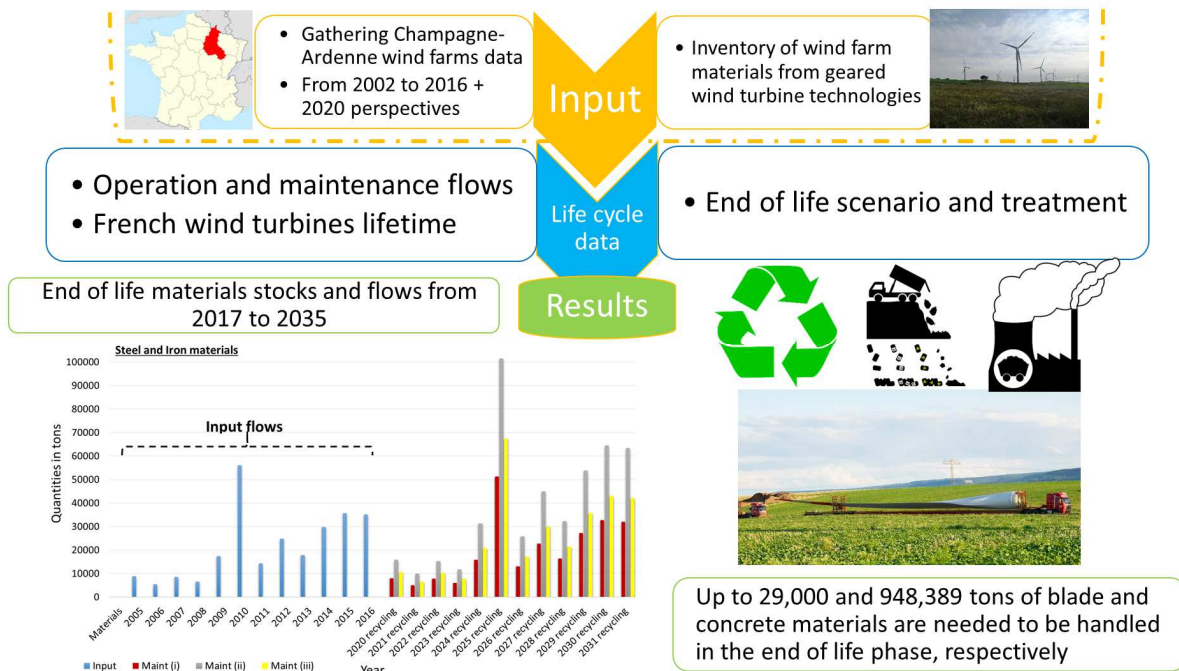 • Gathering Champagne-
Ardenne wind farms data
• From 2002 to 2016 +
2020 perspectives
Input
• Inventory of wind farm
materials from geared
wind turbine technologies
• Operation and maintenance flows
• French wind turbines lifetime
Life cycle
data
• End of life scenario and treatment
End of life materials stocks and flows from
2017 to 2035
Results
Steel and Iron materials
Quantities in tons
100000
90000
80000
70000
60000
50000
40000
30000
20000
10000
0
Input flows
Materials
2005
2006
2007
2008
2009
2010
2011
2012
2013
2014
2015
2016
2020 recycling
2021 recycling
2022 recycling
2023 recycling
2024 recycling
2025 recycling
2026 recycling
2027 recycling
2028 recycling
2029 recycling
2030 recycling
2031 recycling
Year
Input Maint (i) Maint (ii) Maint (iii)
Up to 29,000 and 948,389 tons of blade and
concrete materials are needed to be handled
in the end of life phase, respectively